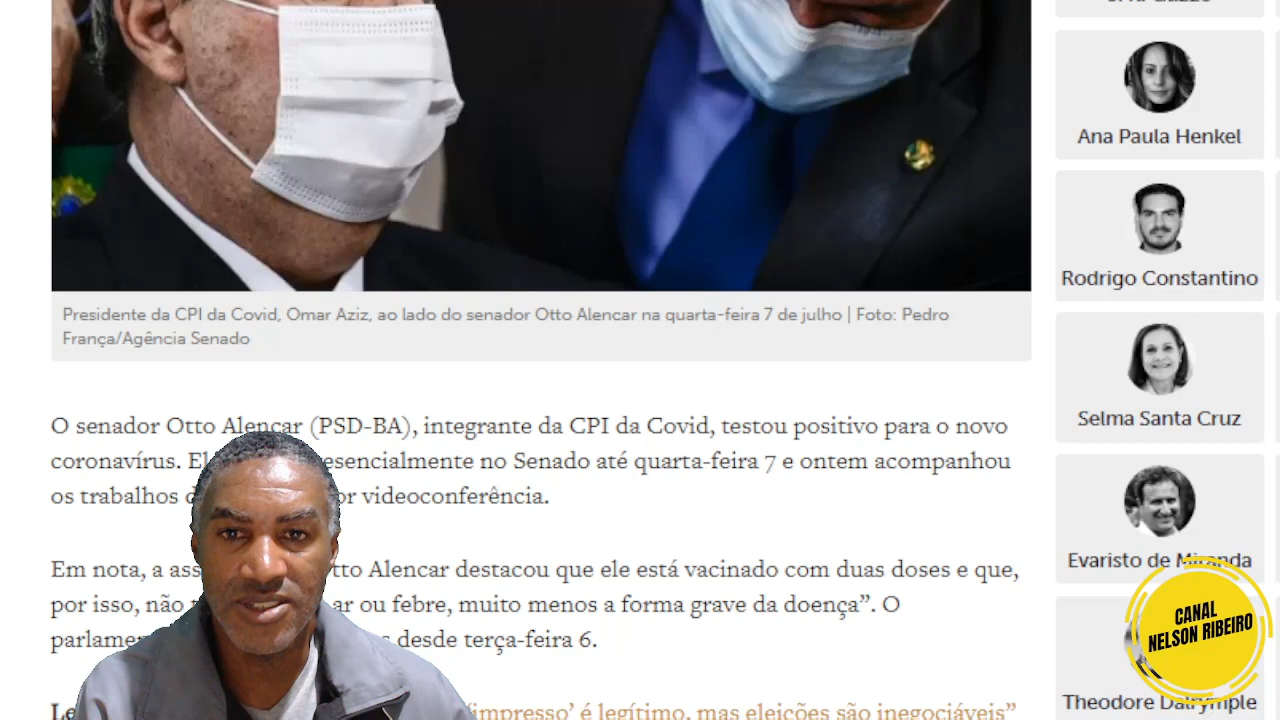 Presidente da CPI da Covid, Omar Aziz, ao lado do senador Otto Alencar na quarta-feira 7 de julho | Foto: Pedro
França/Agência Senado
O senador Otto Alencar (PSD-BA), integrante da CPI da Covid, testou positivo para o novo
coronavírus. esencialmente no Senado até quarta-feira 7 e ontem acompanhou
os trabalhos or videoconferência.
Em nota, a ass tto Alencar destacou que ele está vacinado com duas doses e que,
por isso, não ar ou febre, muito menos a forma grave da doença”. O
parlamen s desde terça-feira 6.
Le ‘impresso’ é legítimo, mas eleições são inegociáveis”
Ana Paula Henkel
Rodrigo Constantino
Selma Santa Cruz
Evaristo de Miranda
Theodore Dalrymple
CANAL
NELSON RIBEIRO